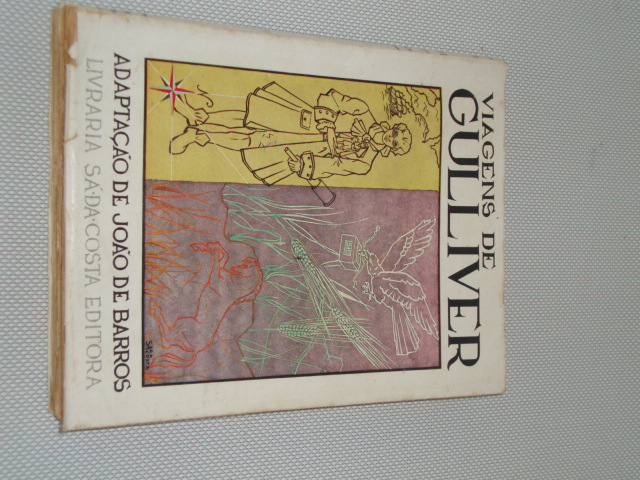 VIAGENS DE
GULLIVER
ADAPTAÇÃO DE JOÃO DE BARROS
LIVRARIA SÁ·DA·COSTA EDITORA